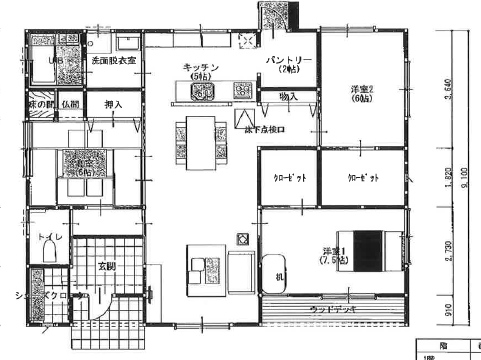 UB
洗面脱衣室
キッチン
(5帖)
パントリー
(2帖)
洋室2
(6帖)
床の間
仏間
押入
物入
床下点検口
和室
(6帖)
クローゼット
クローゼット
トイレ
玄関
洋室1
(7.5帖)
机
シューズクローク
ウッドデッキ
2,640
1,820
2,730
910
9,100
階
1階